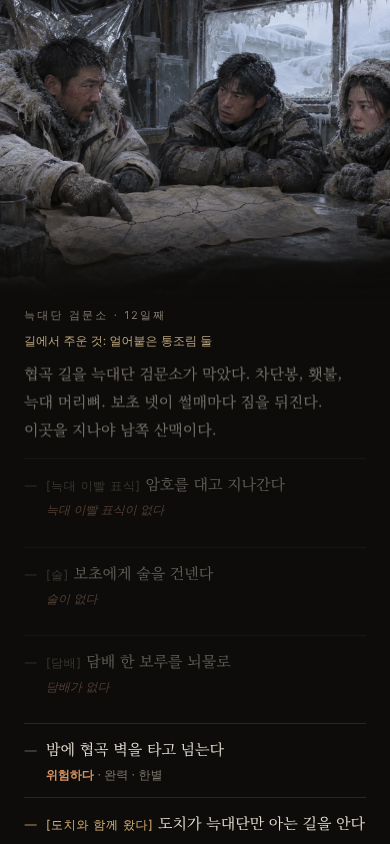 늑대단 검문소 · 12일째
길에서 주운 것: 얼어붙은 통조림 둘
협곡 길을 늑대단 검문소가 막았다. 차단봉, 횃불,
늑대 머리뼈. 보초 넷이 썰매마다 짐을 뒤진다.
이곳을 지나야 남쪽 산맥이다.
— [늑대 이빨 표식] 암호를 대고 지나간다
늑대 이빨 표식이 없다
— [술] 보초에게 술을 건넨다
술이 없다
— [담배] 담배 한 보루를 뇌물로
담배가 없다
— 밤에 협곡 벽을 타고 넘는다
위험하다 · 완력 · 한별
— [도치와 함께 왔다] 도치가 늑대단만 아는 길을 안다